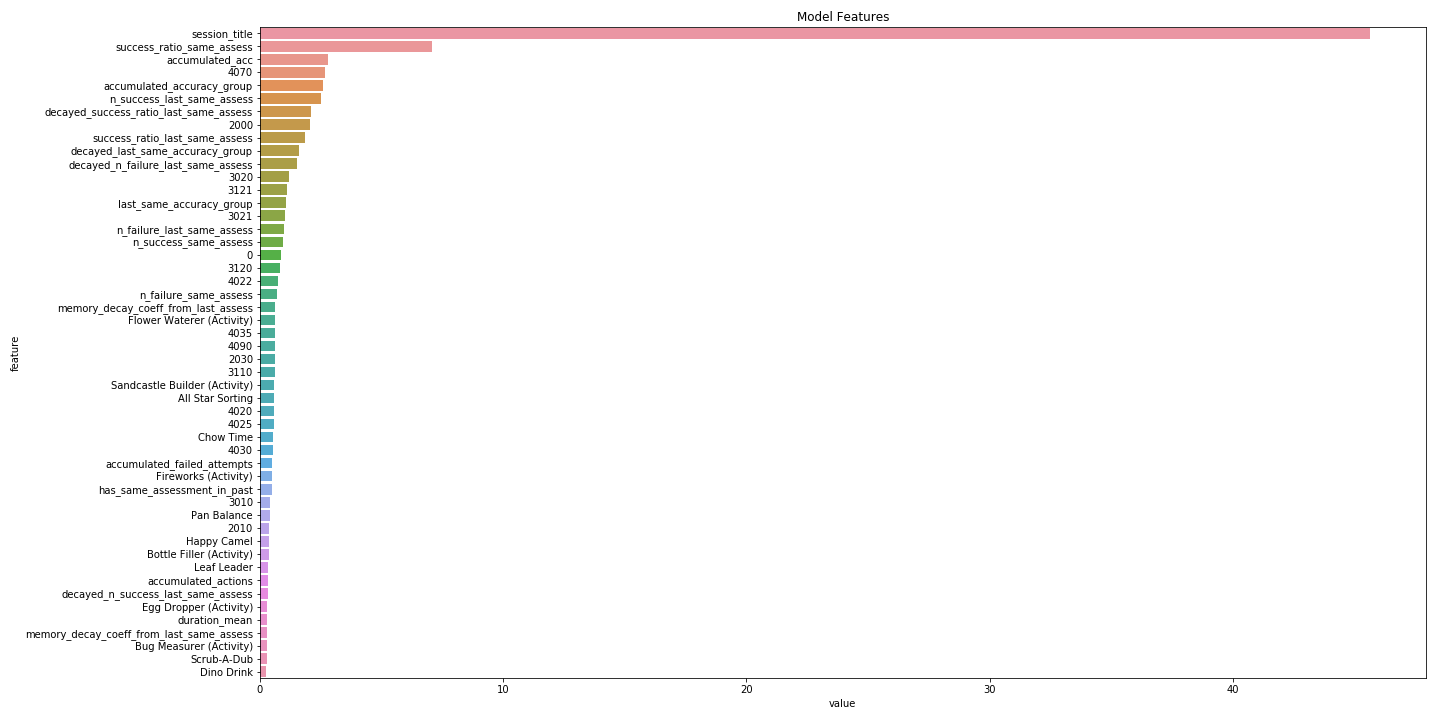 Model Features
session_title
success_ratio_same_assess
accumulated_acc
4070
accumulated_accuracy_group
n_success_last_same_assess
decayed_success_ratio_last_same_assess
2000
success_ratio_last_same_assess
decayed_last_same_accuracy_group
decayed_n_failure_last_same_assess
3020
3121
last_same_accuracy_group
3021
n_failure_last_same_assess
n_success_same_assess
0
3120
4022
n_failure_same_assess
memory_decay_coeff_from_last_assess
Flower Waterer (Activity)
4035
4090
2030
3110
Sandcastle Builder (Activity)
All Star Sorting
4020
4025
Chow Time
4030
accumulated_failed_attempts
Fireworks (Activity)
has_same_assessment_in_past
3010
Pan Balance
2010
Happy Camel
Bottle Filler (Activity)
Leaf Leader
accumulated_actions
decayed_n_success_last_same_assess
Egg Dropper (Activity)
duration_mean
memory_decay_coeff_from_last_same_assess
Bug Measurer (Activity)
Scrub-A-Dub
Dino Drink
feature
0 10 20 30 40
value